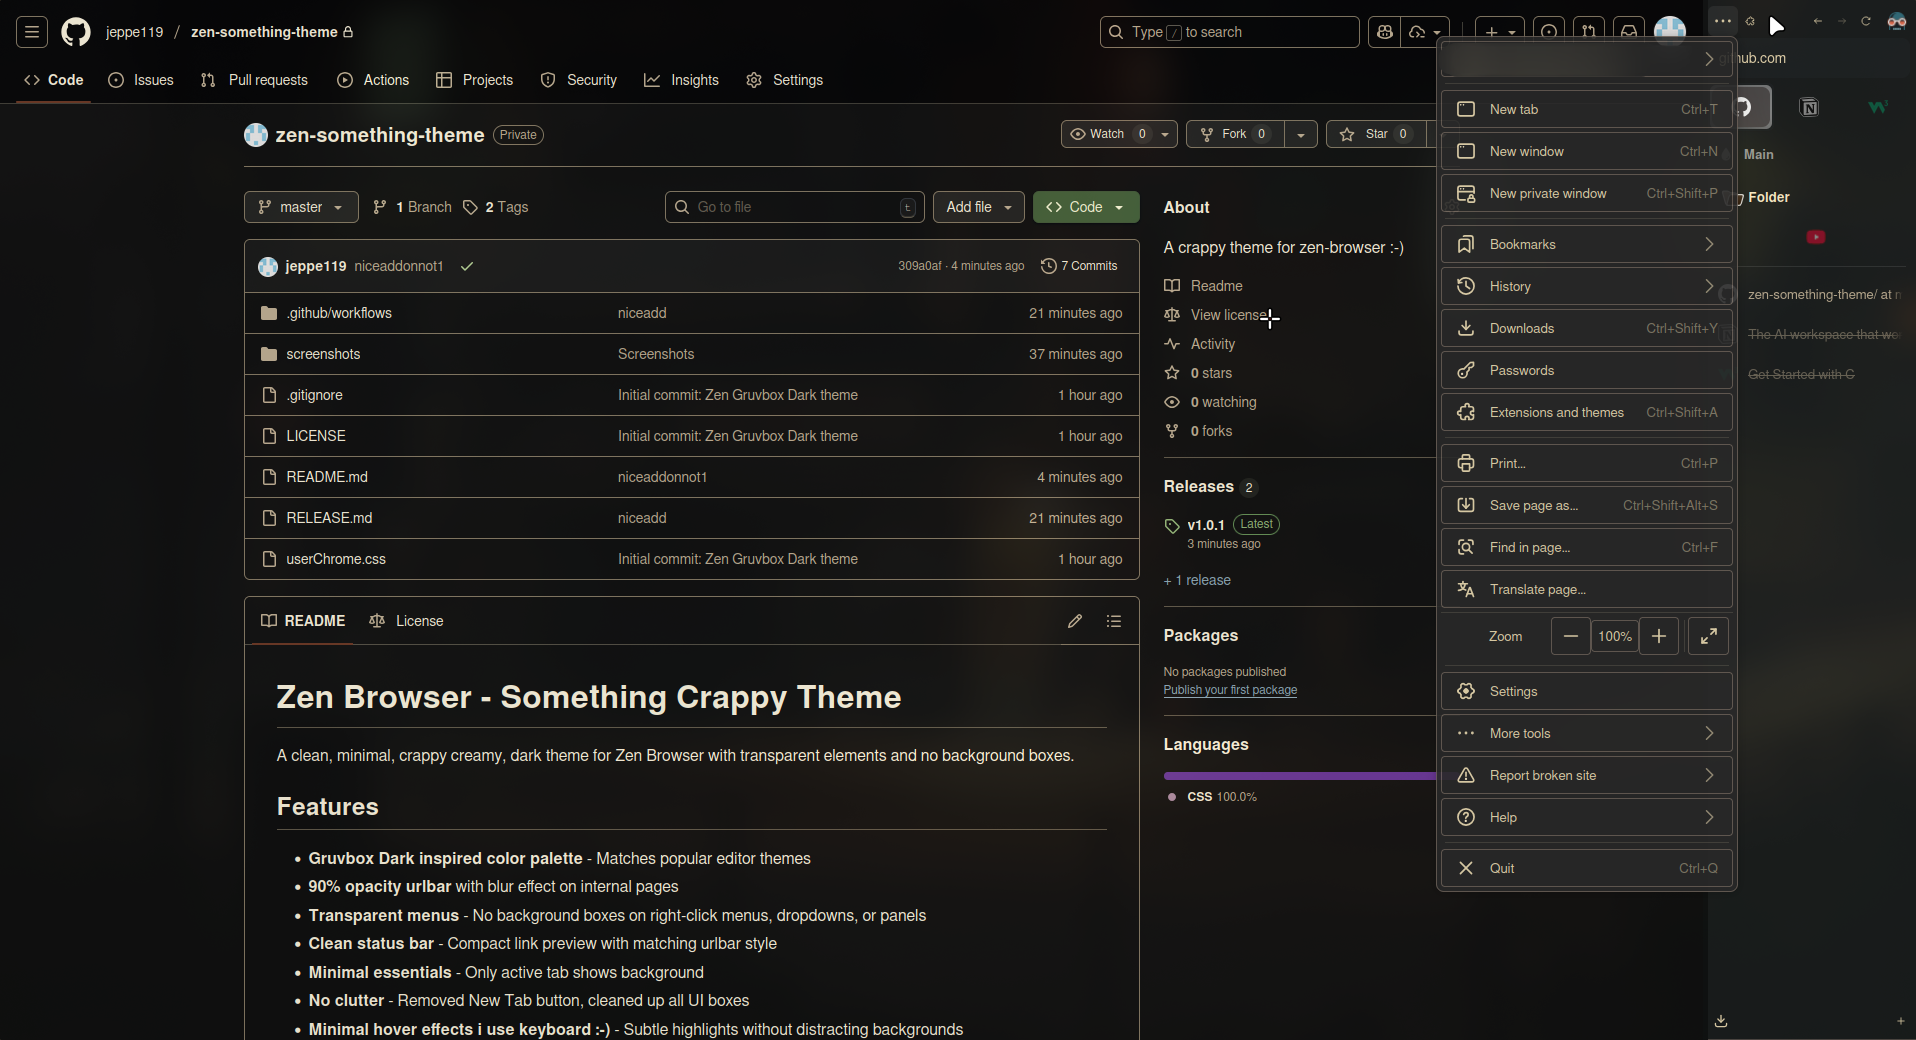 jeppe119 / zen-something-theme
Type / to search
Code Issues Pull requests Actions Projects Security Insights Settings
zen-something-theme Private
Watch 0 Fork 0 Star 0
master 1 Branch 2 Tags Go to file t Add file Code
jeppe119 niceaddonnot1 309a0af · 4 minutes ago 7 Commits
.github/workflows niceadd 21 minutes ago
screenshots Screenshots 37 minutes ago
.gitignore Initial commit: Zen Gruvbox Dark theme 1 hour ago
LICENSE Initial commit: Zen Gruvbox Dark theme 1 hour ago
README.md niceaddonnot1 4 minutes ago
RELEASE.md niceadd 21 minutes ago
userChrome.css Initial commit: Zen Gruvbox Dark theme 1 hour ago
README License
Zen Browser - Something Crappy Theme
A clean, minimal, crappy creamy, dark theme for Zen Browser with transparent elements and no background boxes.
Features
• Gruvbox Dark inspired color palette - Matches popular editor themes
• 90% opacity urlbar with blur effect on internal pages
• Transparent menus - No background boxes on right-click menus, dropdowns, or panels
• Clean status bar - Compact link preview with matching urlbar style
• Minimal essentials - Only active tab shows background
• No clutter - Removed New Tab button, cleaned up all UI boxes
• Minimal hover effects i use keyboard :-) - Subtle highlights without distracting backgrounds
About
A crappy theme for zen-browser :-)
Readme
View license
Activity
0 stars
0 watching
0 forks
Releases 2
v1.0.1 Latest
3 minutes ago
+ 1 release
Packages
No packages published
Publish your first package
Languages
CSS 100.0%
New tab Ctrl+T
New window Ctrl+N
New private window Ctrl+Shift+P
Bookmarks
History
Downloads Ctrl+Shift+Y
Passwords
Extensions and themes Ctrl+Shift+A
Print... Ctrl+P
Save page as... Ctrl+Shift+Alt+S
Find in page... Ctrl+F
Translate page...
Zoom 100%
Settings
More tools
Report broken site
Help
Quit Ctrl+Q
github.com
Main
Folder
zen-something-theme/ at
The AI workspace that
Get Started with C